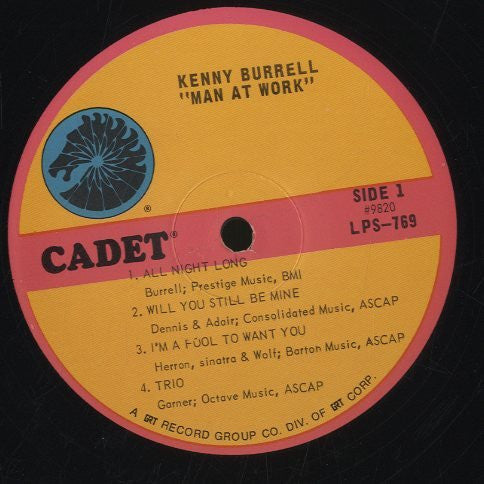 KENNY BURRELL
"MAN AT WORK"
SIDE 1
#9820
LPS-769
CADET®
1. ALL NIGHT LONG
Burrell; Prestige Music, BMI
2. WILL YOU STILL BE MINE
Dennis & Adair; Consolidated Music, ASCAP
3. I'M A FOOL TO WANT YOU
Herron, sinatra & Wolf; Barton Music, ASCAP
4. TRIO
Garner; Octave Music, ASCAP
A GRT RECORD GROUP CO. DIV. OF GRT CORP.